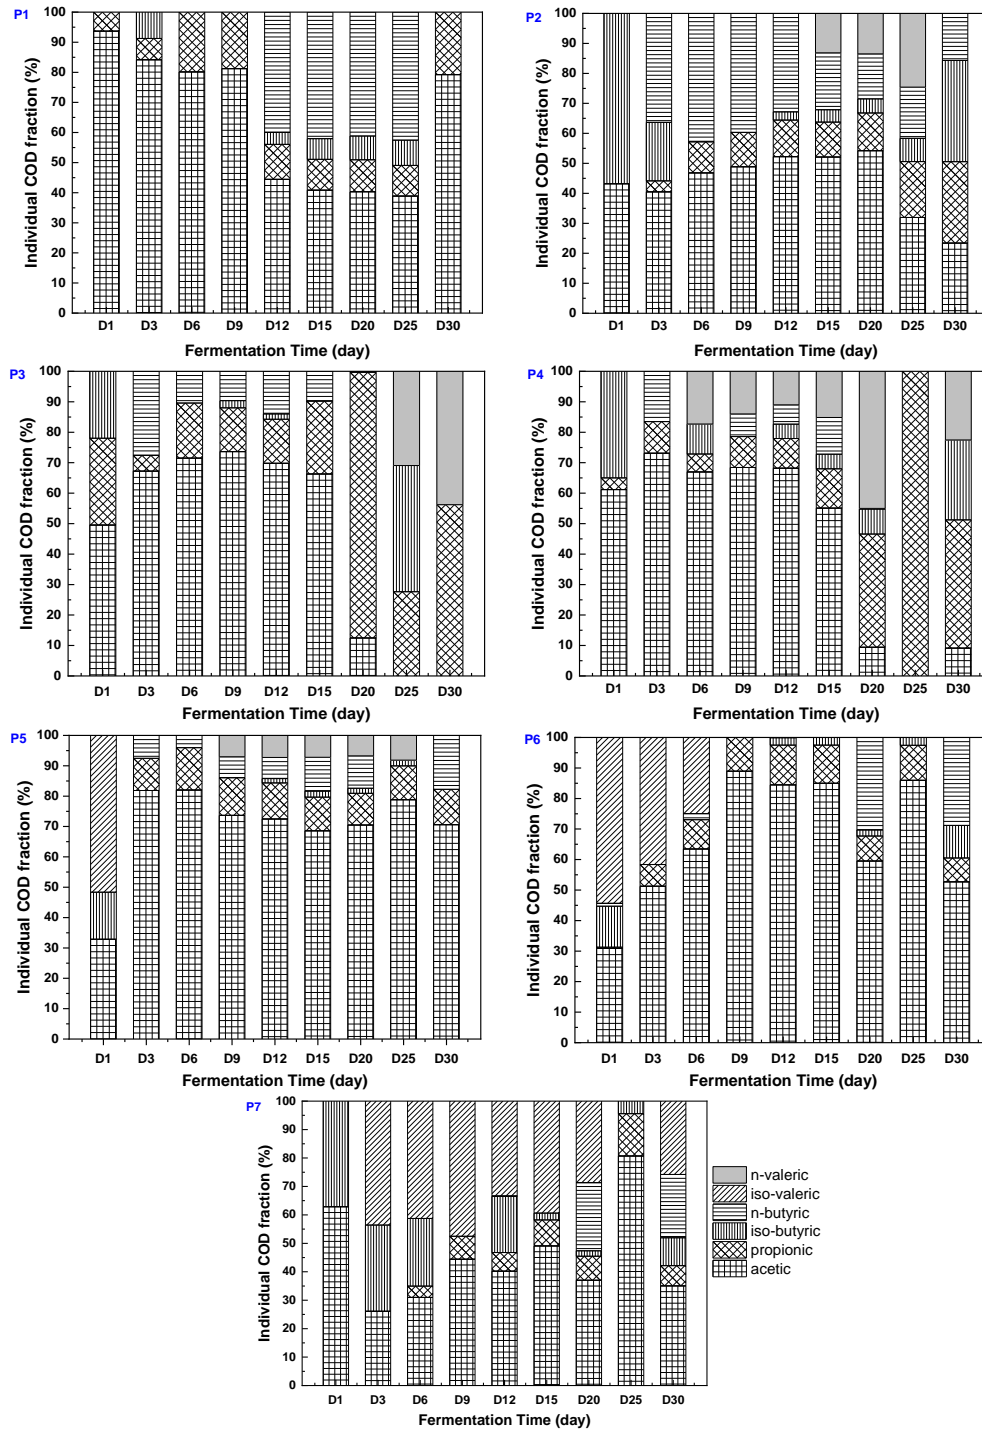 P1
Individual COD fraction (%)
100
90
80
70
60
50
40
30
20
10
0
D1 D3 D6 D9 D12 D15 D20 D25 D30
Fermentation Time (day)
P2
Individual COD fraction (%)
100
90
80
70
60
50
40
30
20
10
0
D1 D3 D6 D9 D12 D15 D20 D25 D30
Fermentation Time (day)
P3
Individual COD fraction (%)
100
90
80
70
60
50
40
30
20
10
0
D1 D3 D6 D9 D12 D15 D20 D25 D30
Fermentation Time (day)
P4
Individual COD fraction (%)
100
90
80
70
60
50
40
30
20
10
0
D1 D3 D6 D9 D12 D15 D20 D25 D30
Fermentation Time (day)
P5
Individual COD fraction (%)
100
90
80
70
60
50
40
30
20
10
0
D1 D3 D6 D9 D12 D15 D20 D25 D30
Fermentation Time (day)
P6
Individual COD fraction (%)
100
90
80
70
60
50
40
30
20
10
0
D1 D3 D6 D9 D12 D15 D20 D25 D30
Fermentation Time (day)
P7
Individual COD fraction (%)
100
90
80
70
60
50
40
30
20
10
0
D1 D3 D6 D9 D12 D15 D20 D25 D30
Fermentation Time (day)
n-valeric
iso-valeric
n-butyric
iso-butyric
propionic
acetic